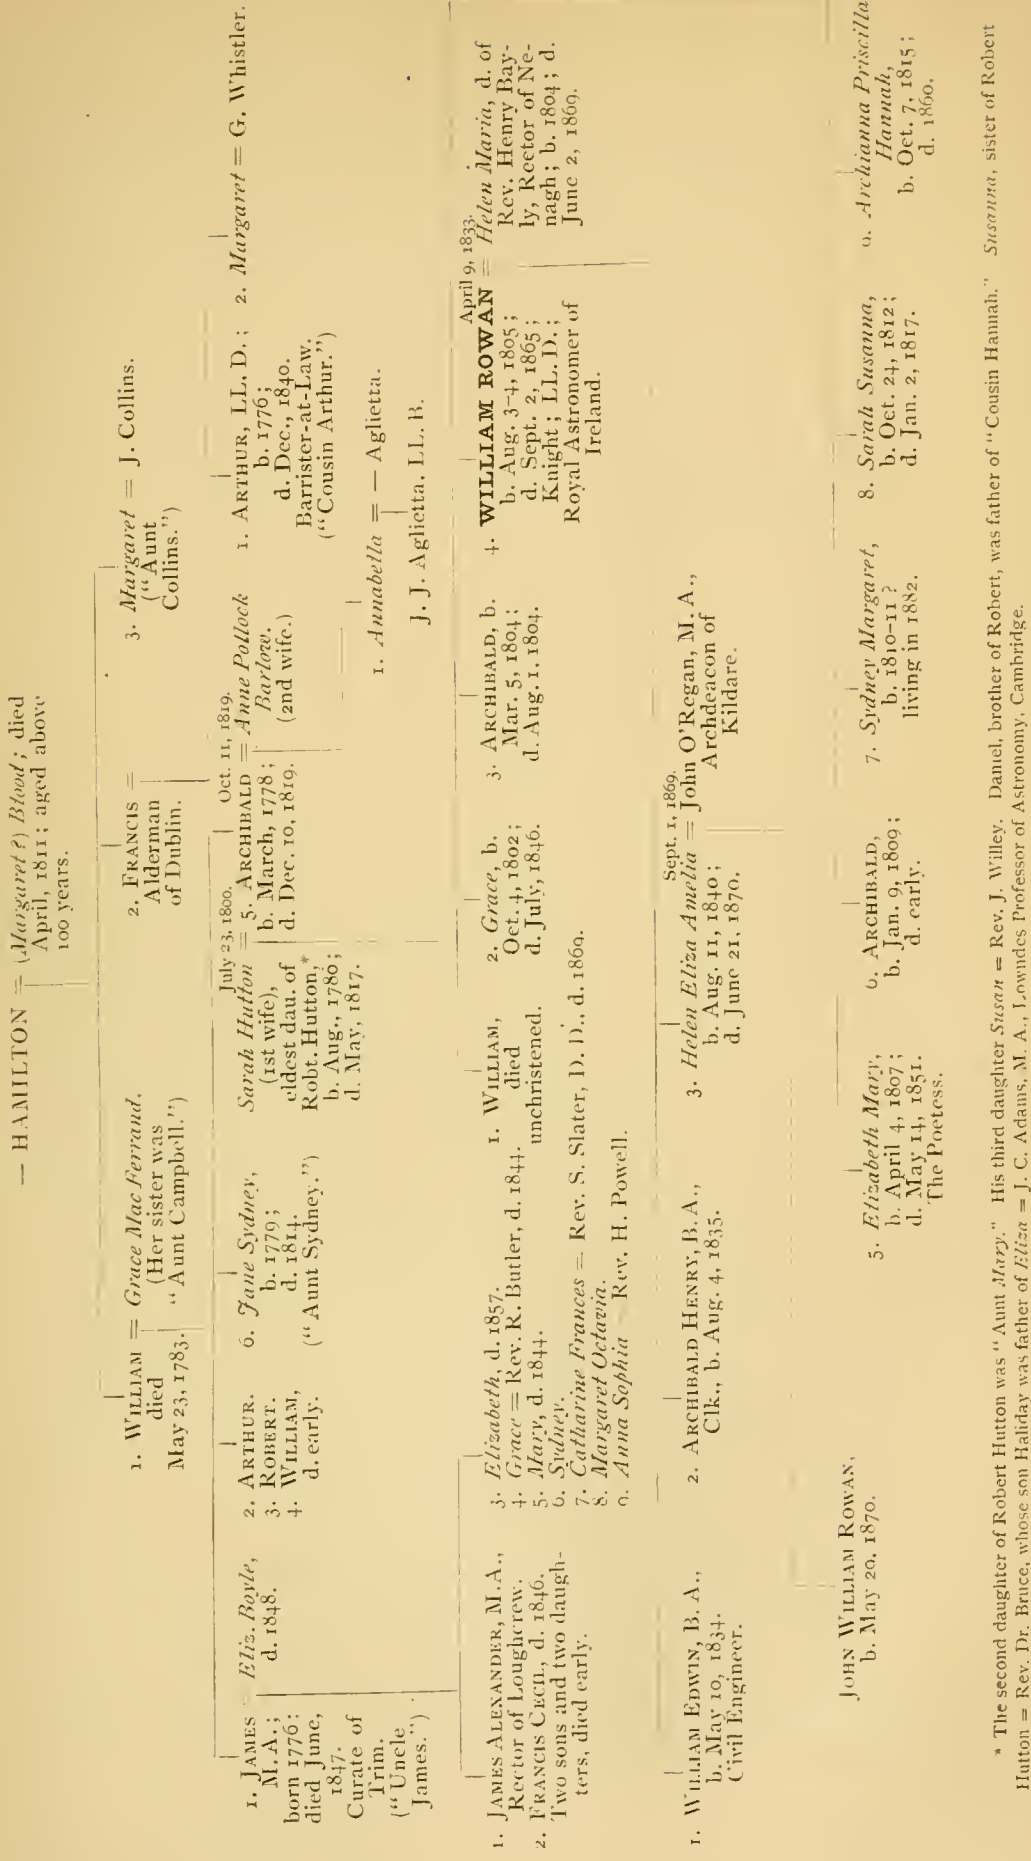 — HAMILTON = (Margaret ?) Blood; died
April, 1811; aged above
100 years.
1. WILLIAM = Grace Mac Ferrand.
died
May 23, 1783.
(Her sister was
"Aunt Campbell.")
2. FRANCIS =
Alderman
of Dublin.
3. Margaret = J. Collins.
("Aunt
Collins.")
1. JAMES = Eliz. Boyle,
M. A.;
born 1776:
died June,
1847.
Curate of
Trim.
("Uncle
James.")
d. 1848.
2. ARTHUR.
3. ROBERT.
4. WILLIAM,
d. early.
6. Jane Sydney,
b. 1779;
d. 1814.
("Aunt Sydney.")
July 23, 1800.
Sarah Hutton =
(1st wife),
eldest dau. of
Robt. Hutton,*
b. Aug., 1780;
d. May, 1817.
5. ARCHIBALD
b. March, 1778;
d. Dec. 10, 1819.
Oct. 11, 1819.
= Anne Pollock
Barlow.
(2nd wife.)
1. ARTHUR, LL. D.;
b. 1776;
d. Dec., 1840.
Barrister-at-Law.
("Cousin Arthur.")
2. Margaret = G. Whistler.
1. Annabella = — Aglietta.
J. J. Aglietta, LL. B.
1. JAMES ALEXANDER, M.A.,
Rector of Loughcrew.
2. FRANCIS CECIL, d. 1846.
Two sons and two daugh-
ters, died early.
3. Elizabeth, d. 1857.
4. Grace = Rev. R. Butler, d. 1844.
5. Mary, d. 1844.
6. Sydney.
7. Catharine Frances = Rev. S. Slater, D. D., d. 1869.
8. Margaret Octavia.
9. Anna Sophia Rev. H. Powell.
1. WILLIAM,
died
unchristened.
2. Grace, b.
Oct. 4, 1802;
d. July, 1846.
3. ARCHIBALD, b.
Mar. 5, 1804;
d. Aug. 1, 1804.
April 9, 1833.
4. WILLIAM ROWAN = Helen Maria, d. of
b. Aug. 3-4, 1805;
d. Sept. 2, 1865;
Knight; LL. D.;
Royal Astronomer of
Ireland.
Rev. Henry Bay-
ly, Rector of Ne-
nagh; b. 1804; d.
June 2, 1869.
1. WILLIAM EDWIN, B. A.,
b. May 10, 1834.
Civil Engineer.
2. ARCHIBALD HENRY, B. A.,
Clk., b. Aug. 4, 1835.
Sept. 1, 1869.
3. Helen Eliza Amelia = John O'Regan, M. A.,
b. Aug. 11, 1840;
d. June 21, 1870.
Archdeacon of
Kildare.
JOHN WILLIAM ROWAN,
b. May 20, 1870.
5. Elizabeth Mary,
b. April 4, 1807;
d. May 14, 1851.
The Poetess.
6. ARCHIBALD,
b. Jan. 9, 1809;
d. early.
7. Sydney Margaret,
b. 1810-11?
living in 1882.
8. Sarah Susanna,
b. Oct. 24, 1812;
d. Jan. 2, 1817.
9. Archianna Priscilla
Hannah,
b. Oct. 7, 1815;
d. 1860.
* The second daughter of Robert Hutton was "Aunt Mary." His third daughter Susan = Rev. J. Willey. Daniel, brother of Robert, was father of "Cousin Hannah." Susanna, sister of Robert
Hutton = Rev. Dr. Bruce, whose son Haliday was father of Eliza = J. C. Adams, M. A., Lowndes Professor of Astronomy, Cambridge.